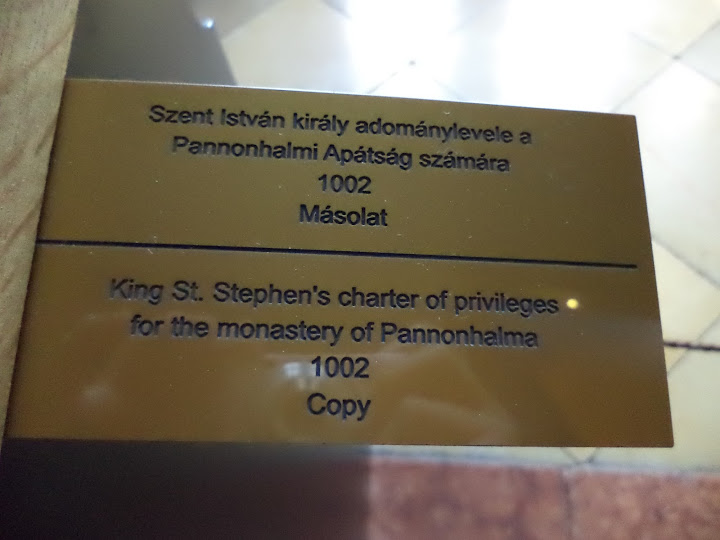 Szent István király adománylevele a
Pannonhalmi Apátság számára
1002
Másolat
King St. Stephen's charter of privileges
for the monastery of Pannonhalma
1002
Copy